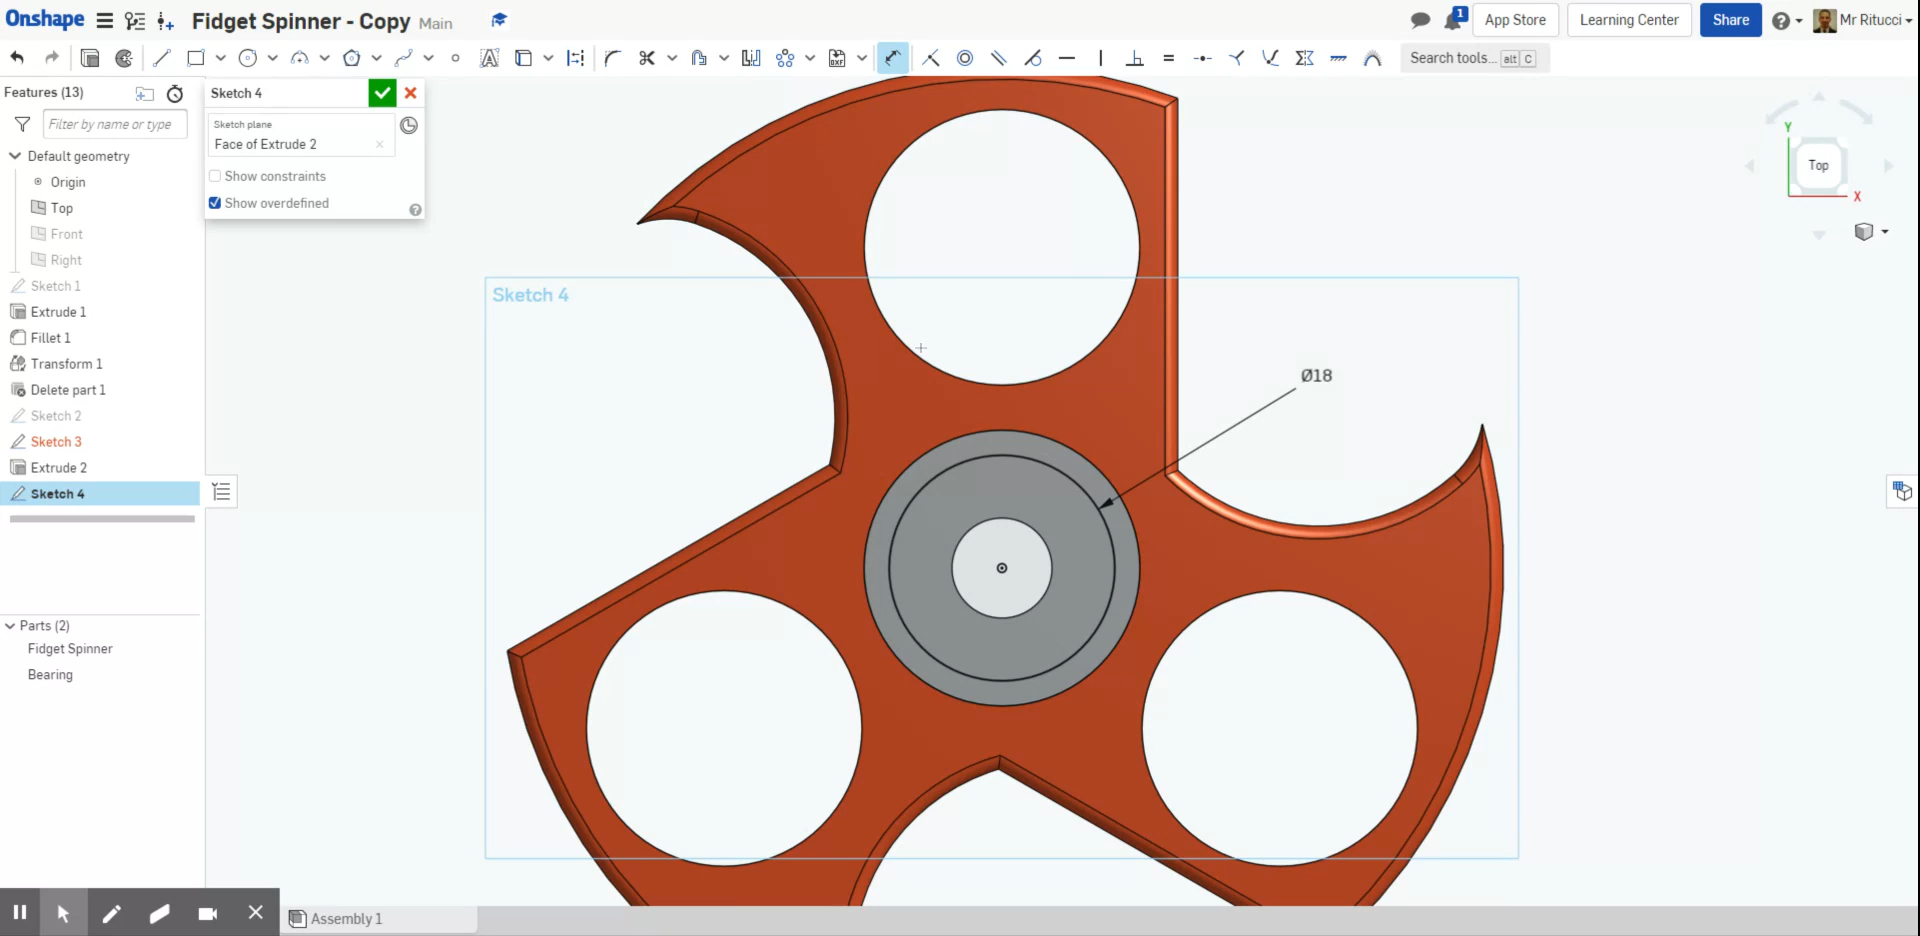 Onshape Fidget Spinner - Copy Main
1
App Store
Learning Center
Share
Mr Ritucci
Search tools... alt C
Features (13)
Filter by name or type
Default geometry
Origin
Top
Front
Right
Sketch 1
Extrude 1
Fillet 1
Transform 1
Delete part 1
Sketch 2
Sketch 3
Extrude 2
Sketch 4
Parts (2)
Fidget Spinner
Bearing
Sketch 4
Sketch plane
Face of Extrude 2
Show constraints
Show overdefined
Sketch 4
Ø18
Y
Top
X
Assembly 1